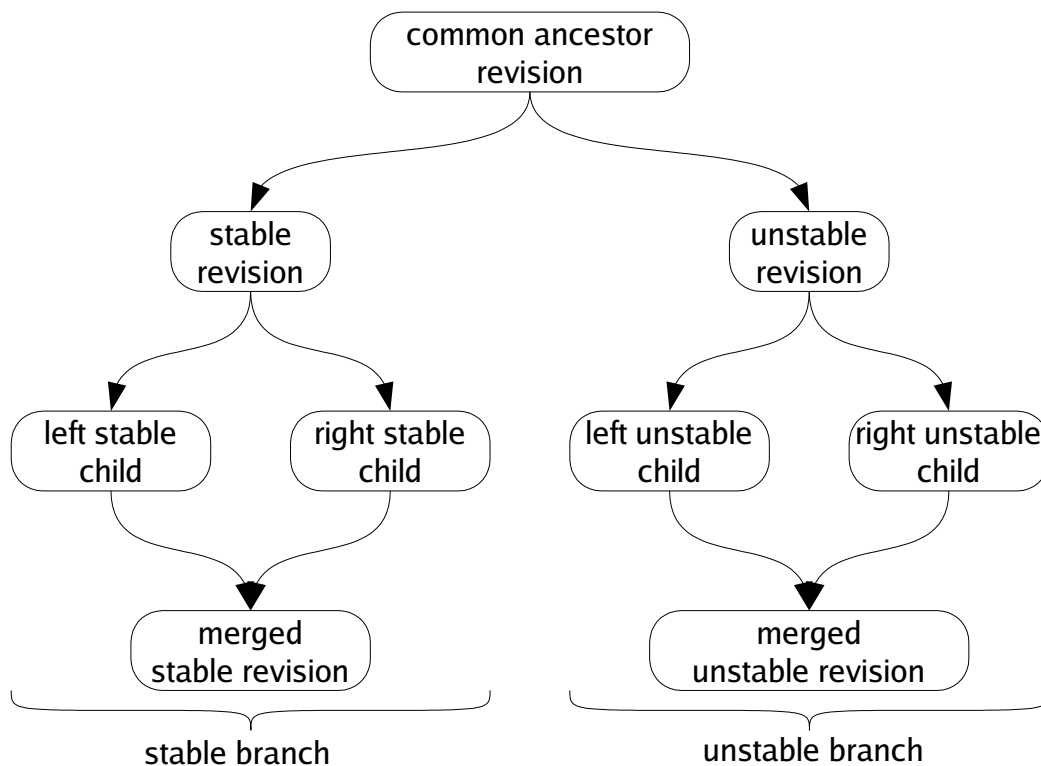 common ancestor
revision
stable
revision
unstable
revision
left stable
child
right stable
child
left unstable
child
right unstable
child
merged
stable revision
merged
unstable revision
stable branch
unstable branch